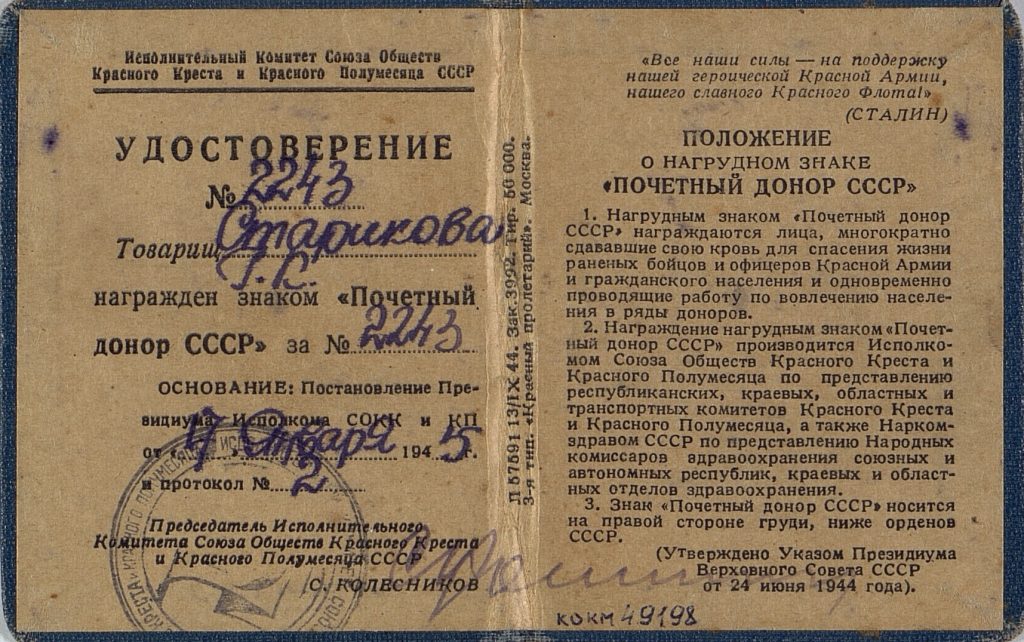 Исполнительный Комитет Союза Обществ
Красного Креста и Красного Полумесяца СССР
УДОСТОВЕРЕНИЕ
№ 2243
Товарищ Старикова
Г. С.
награжден знаком «Почетный
донор СССР» за № 2243
ОСНОВАНИЕ: Постановление Пре-
зидиума Исполкома СОКК и КП
от „17" Января 1945 г.
и протокол № 2
Председатель Исполнительного
Комитета Союза Обществ Красного Креста
и Красного Полумесяца СССР
С. КОЛЕСНИКОВ
Л 57591 13/IX 44. Зак. 3992. Тир. 50 000.
3-я тип. «Красный пролетарий». Москва.
«Все наши силы — на поддержку
нашей героической Красной Армии,
нашего славного Красного Флота!»
(СТАЛИН)
ПОЛОЖЕНИЕ
О НАГРУДНОМ ЗНАКЕ
«ПОЧЕТНЫЙ ДОНОР СССР»
1. Нагрудным знаком «Почетный донор
СССР» награждаются лица, многократно
сдававшие свою кровь для спасения жизни
раненых бойцов и офицеров Красной Армии
и гражданского населения и одновременно
проводящие работу по вовлечению населе-
ния в ряды доноров.
2. Награждение нагрудным знаком «Почет-
ный донор СССР» производится Исполко-
мом Союза Обществ Красного Креста и
Красного Полумесяца по представлению
республиканских, краевых, областных и
транспортных комитетов Красного Креста
и Красного Полумесяца, а также Нарком-
здравом СССР по представлению Народных
комиссаров здравоохранения союзных и
автономных республик, краевых и област-
ных отделов здравоохранения.
3. Знак «Почетный донор СССР» носится
на правой стороне груди, ниже орденов
СССР.
(Утверждено Указом Президиума
Верховного Совета СССР
от 24 июня 1944 года).
КОКМ 49198